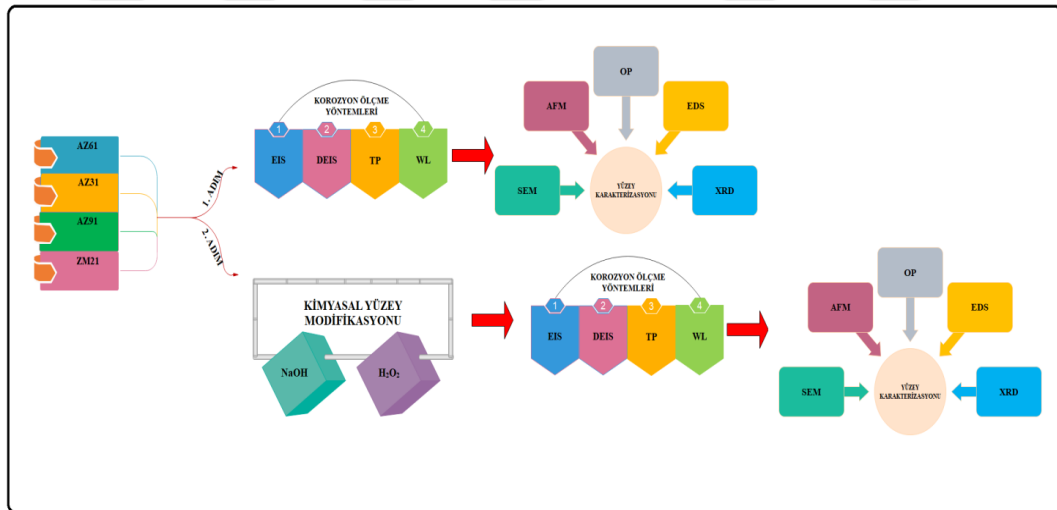 AZ61
AZ31
AZ91
ZM21
1. ADIM
2. ADIM
KOROZYON ÖLÇME
YÖNTEMLERİ
1
2
3
4
EIS
DEIS
TP
WL
OP
AFM
EDS
SEM
YÜZEY
KARAKTERİZASYONU
XRD
KİMYASAL YÜZEY
MODİFİKASYONU
NaOH
H₂O₂
KOROZYON ÖLÇME
YÖNTEMLERİ
1
2
3
4
EIS
DEIS
TP
WL
OP
AFM
EDS
SEM
YÜZEY
KARAKTERİZASYONU
XRD